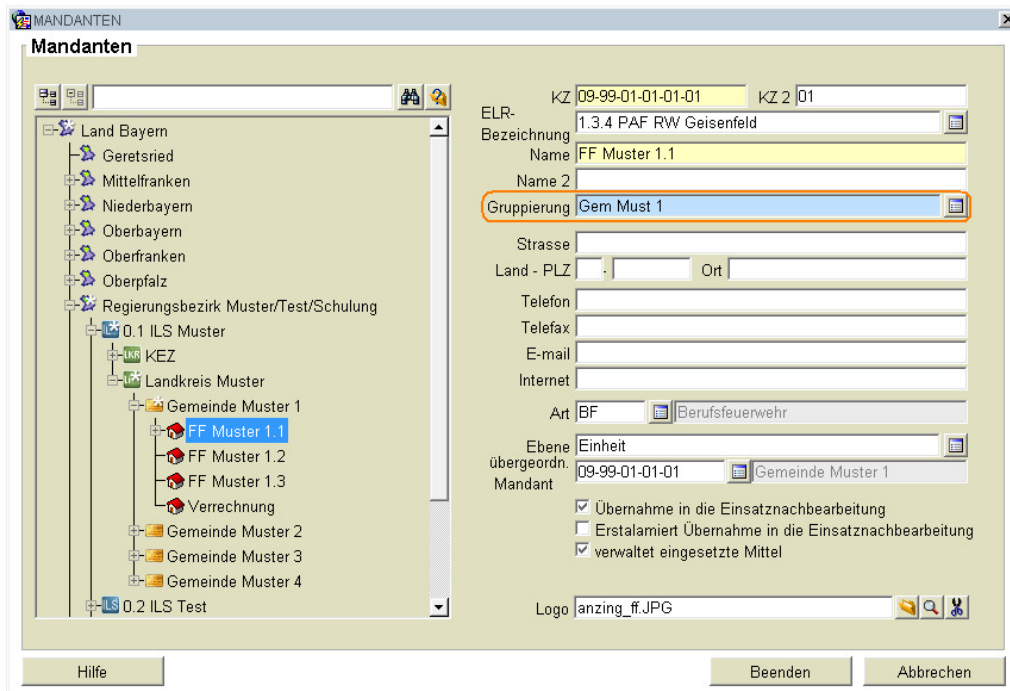 MANDANTEN
Mandanten
Land Bayern
Geretsried
Mittelfranken
Niederbayern
Oberbayern
Oberfranken
Oberpfalz
Regierungsbezirk Muster/Test/Schulung
0.1 ILS Muster
LKR KEZ
Landkreis Muster
Gemeinde Muster 1
FF Muster 1.1
FF Muster 1.2
FF Muster 1.3
Verrechnung
Gemeinde Muster 2
Gemeinde Muster 3
Gemeinde Muster 4
ILS 0.2 ILS Test
KZ 09-99-01-01-01-01 KZ 2 01
ELR-
Bezeichnung 1.3.4 PAF RW Geisenfeld
Name FF Muster 1.1
Name 2
Gruppierung Gem Must 1
Strasse
Land - PLZ - Ort
Telefon
Telefax
E-mail
Internet
Art BF Berufsfeuerwehr
Ebene Einheit
übergeordn.
Mandant 09-99-01-01-01 Gemeinde Muster 1
Übernahme in die Einsatznachbearbeitung
Erstalamiert Übernahme in die Einsatznachbearbeitung
verwaltet eingesetzte Mittel
Logo anzing_ff.JPG
Hilfe Beenden Abbrechen